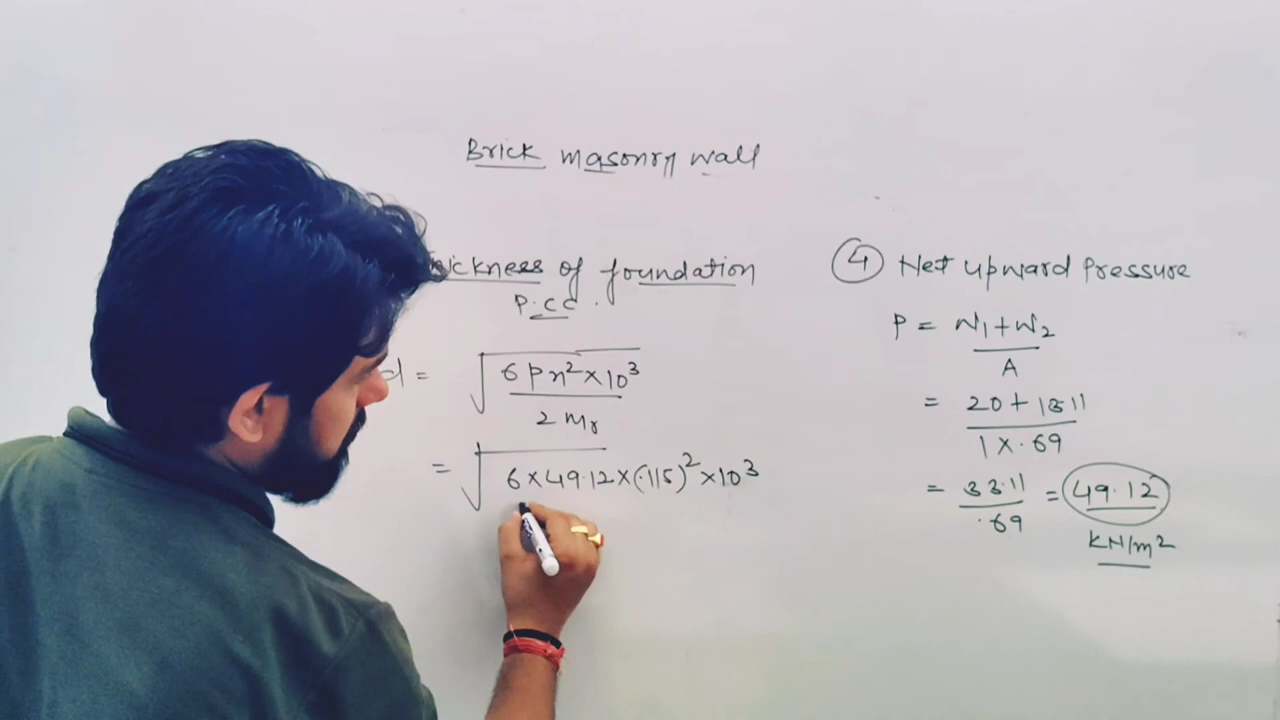 Brick masonry wall
ickness of foundation
P.CC.
d = √(6 P x² × 10³
2 Mr
= √ 6 × 49.12 × (.115)² × 10³
④ Net upward Pressure
P = W₁ + W₂
A
= 20 + 13.11
1 × .69
= 33.11 = 49.12
.69
KN/m²